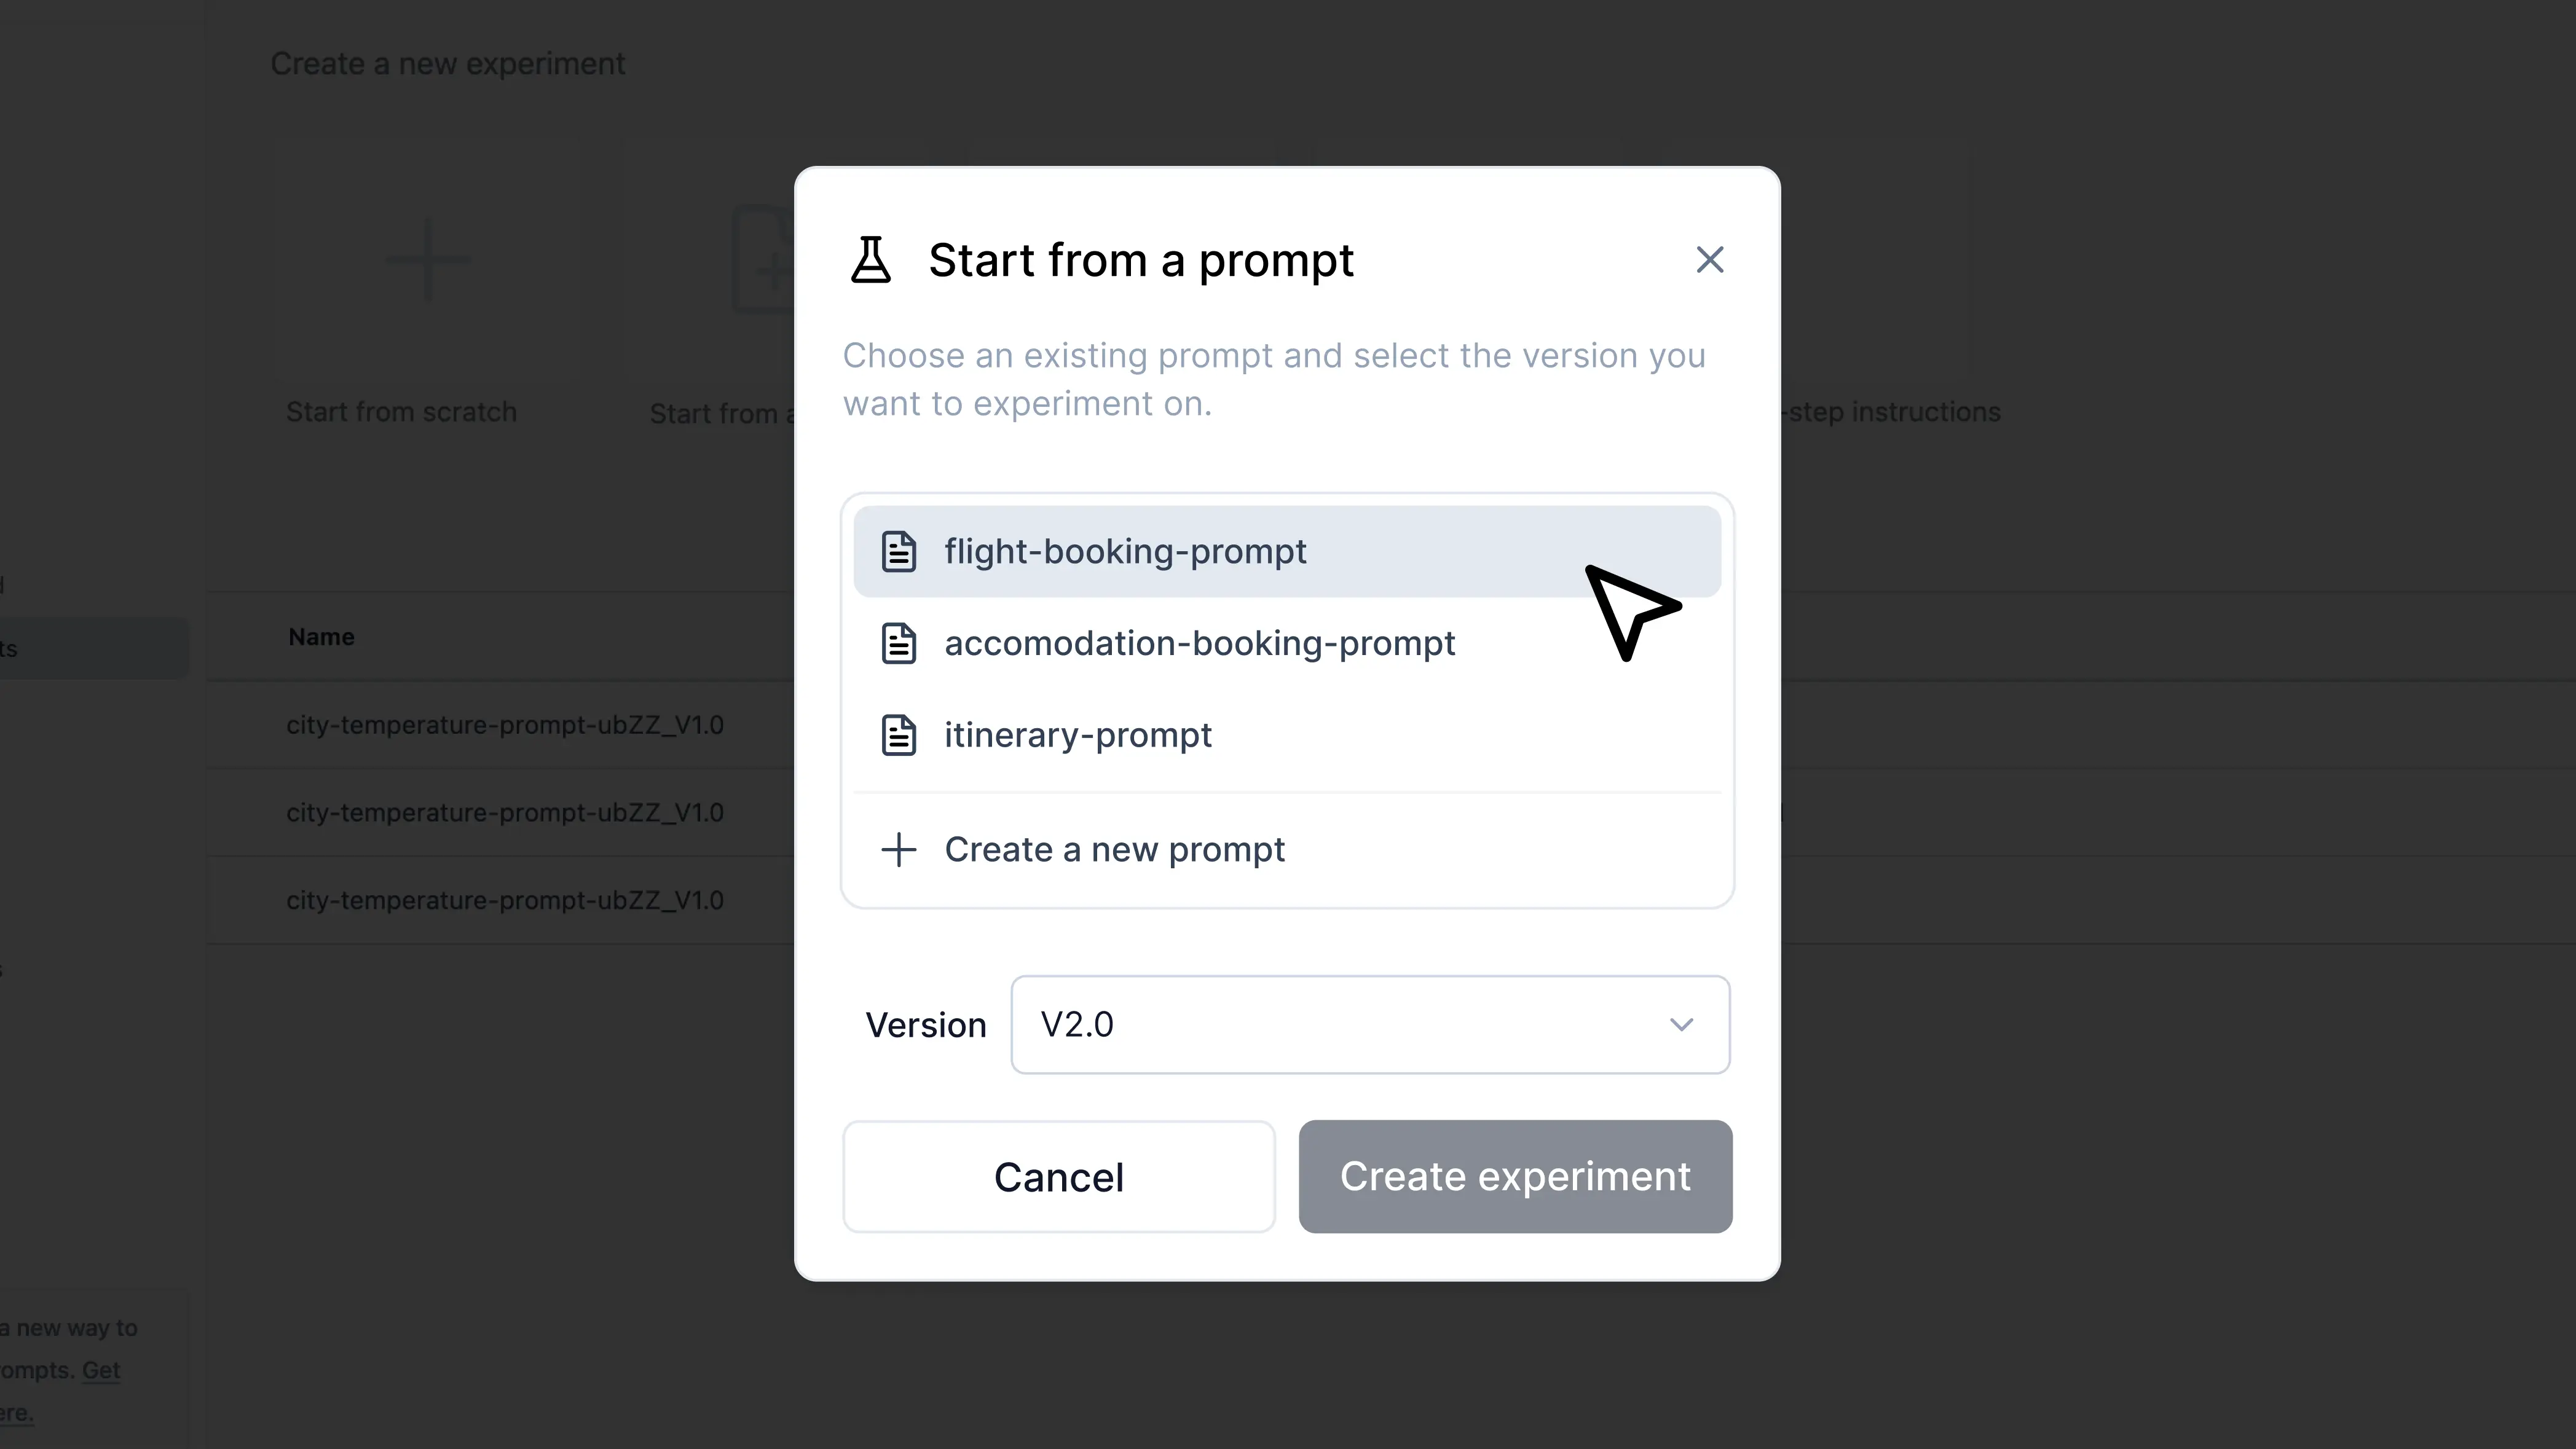 Create a new experiment
Start from scratch
Start from a
-step instructions
Start from a prompt
Choose an existing prompt and select the version you
want to experiment on.
flight-booking-prompt
accomodation-booking-prompt
itinerary-prompt
Create a new prompt
Version
V2.0
Cancel
Create experiment
ts
Name
city-temperature-prompt-ubZZ_V1.0
city-temperature-prompt-ubZZ_V1.0
city-temperature-prompt-ubZZ_V1.0
a new way to
ompts. Get
ere.